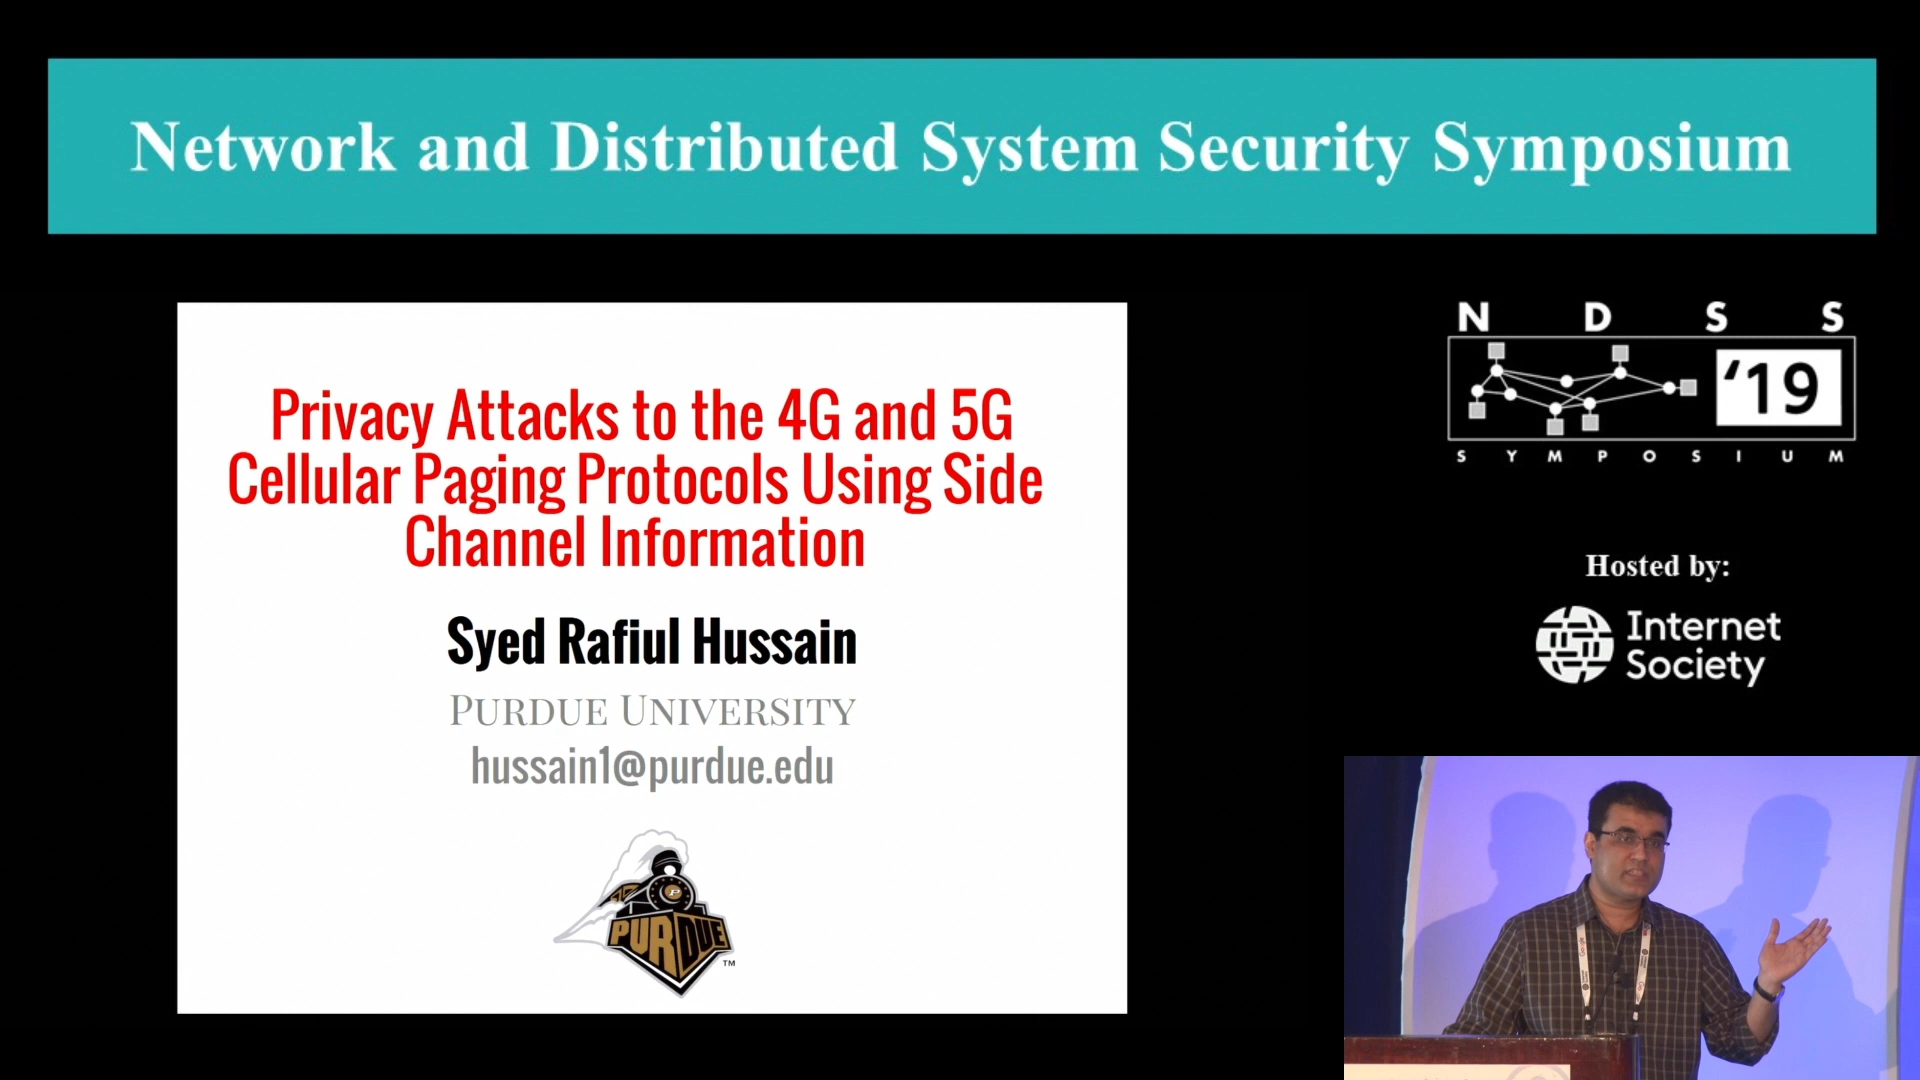 Network and Distributed System Security Symposium
N D S S
'19
S Y M P O S I U M
Privacy Attacks to the 4G and 5G
Cellular Paging Protocols Using Side
Channel Information
Syed Rafiul Hussain
PURDUE UNIVERSITY
hussain1@purdue.edu
P
PURDUE
TM
Hosted by:
Internet
Society